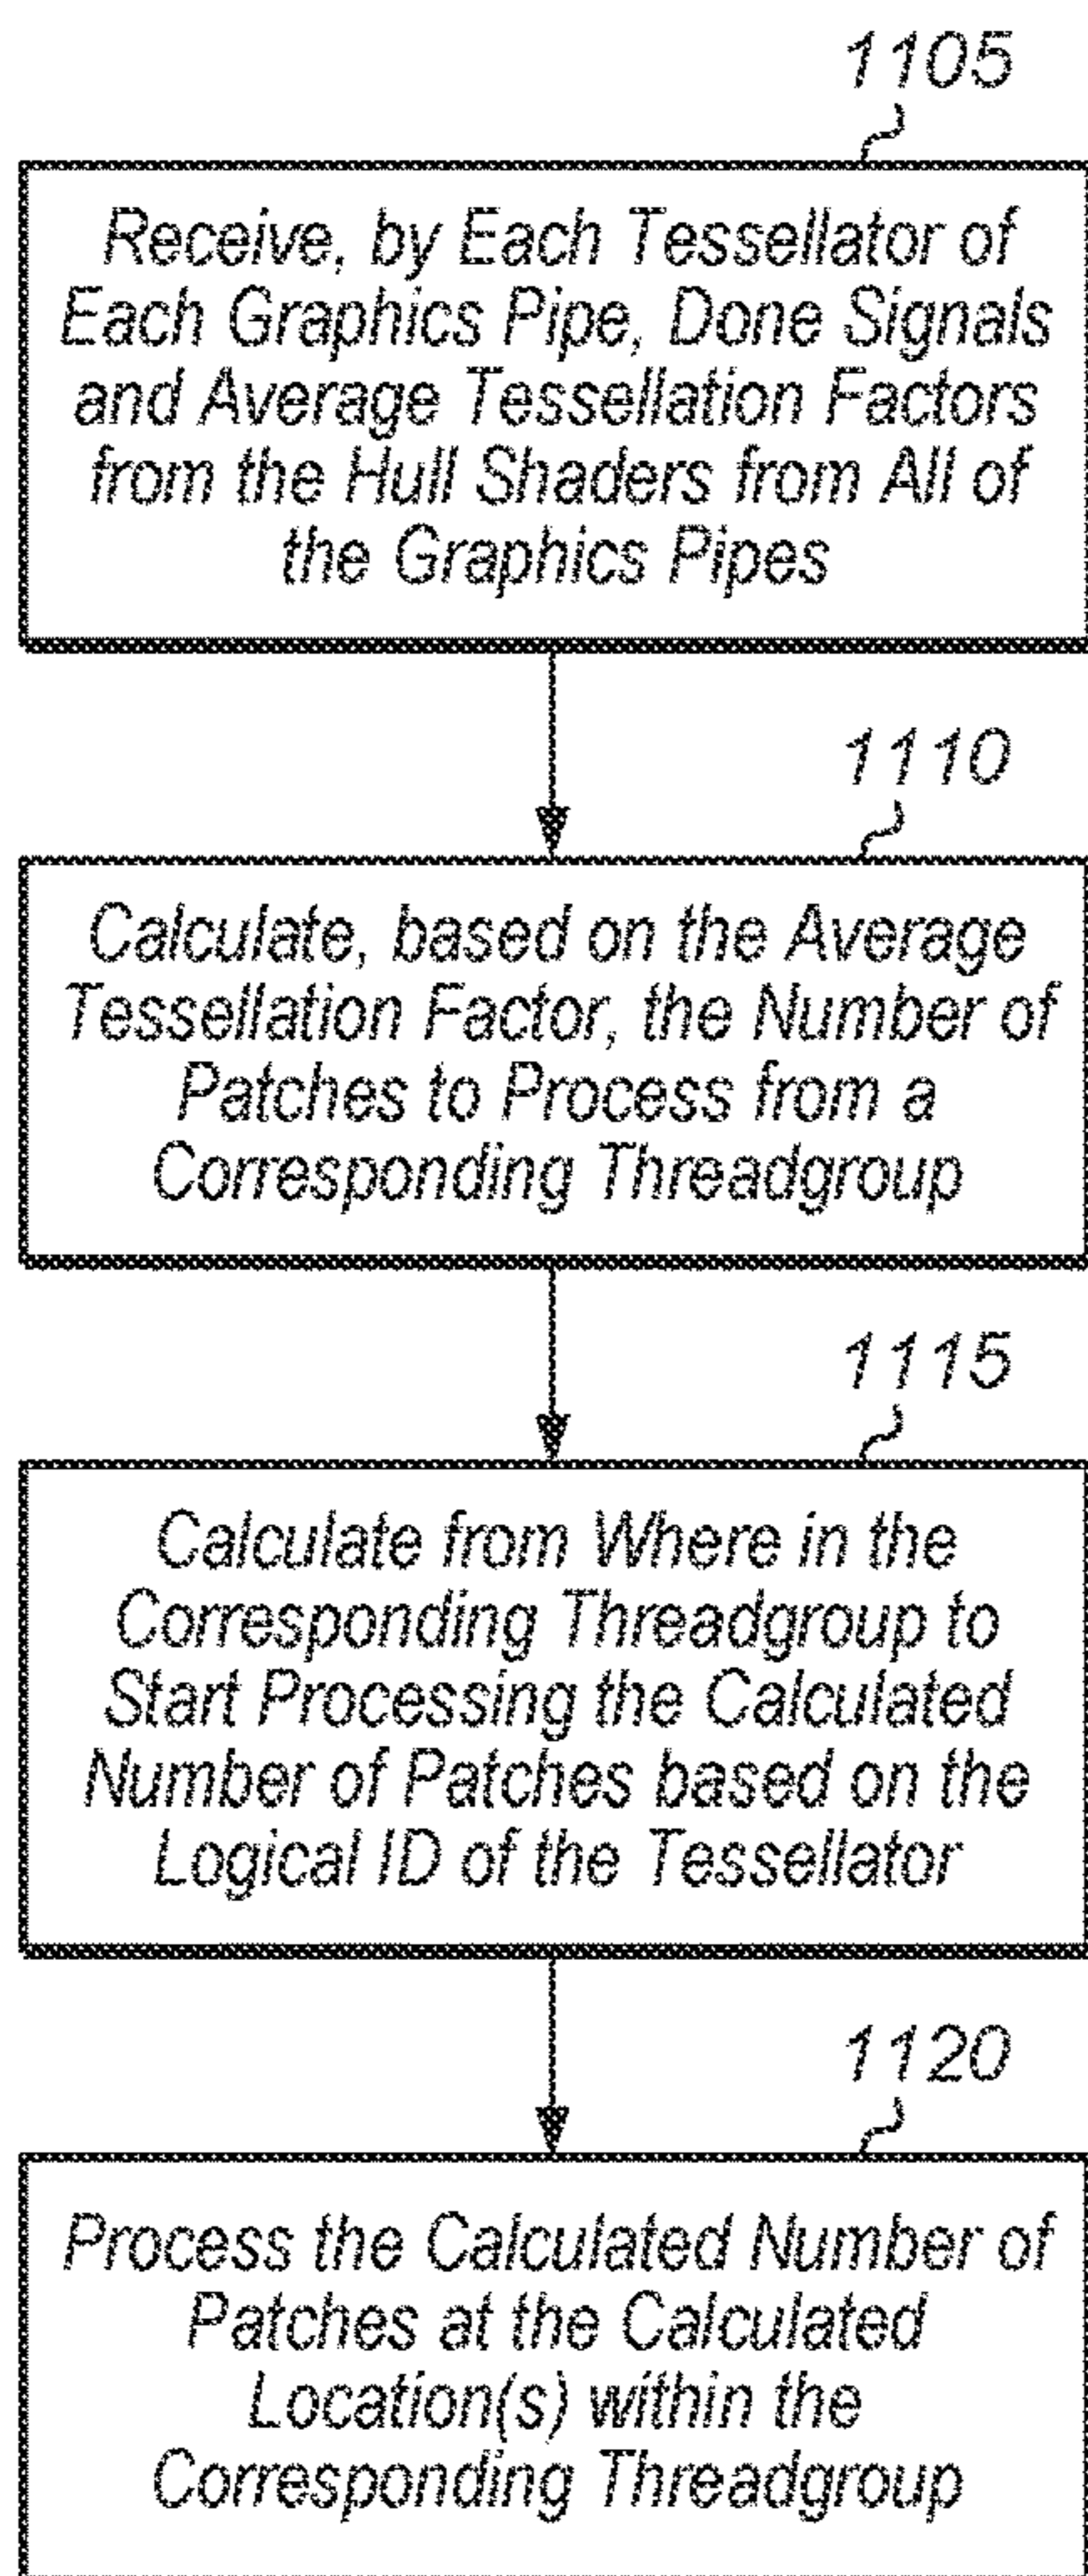 1105
Receive, by Each Tessellator of
Each Graphics Pipe, Done Signals
and Average Tessellation Factors
from the Hull Shaders from All of
the Graphics Pipes
1110
Calculate, based on the Average
Tessellation Factor, the Number of
Patches to Process from a
Corresponding Threadgroup
1115
Calculate from Where in the
Corresponding Threadgroup to
Start Processing the Calculated
Number of Patches based on the
Logical ID of the Tessellator
1120
Process the Calculated Number of
Patches at the Calculated
Location(s) within the
Corresponding Threadgroup